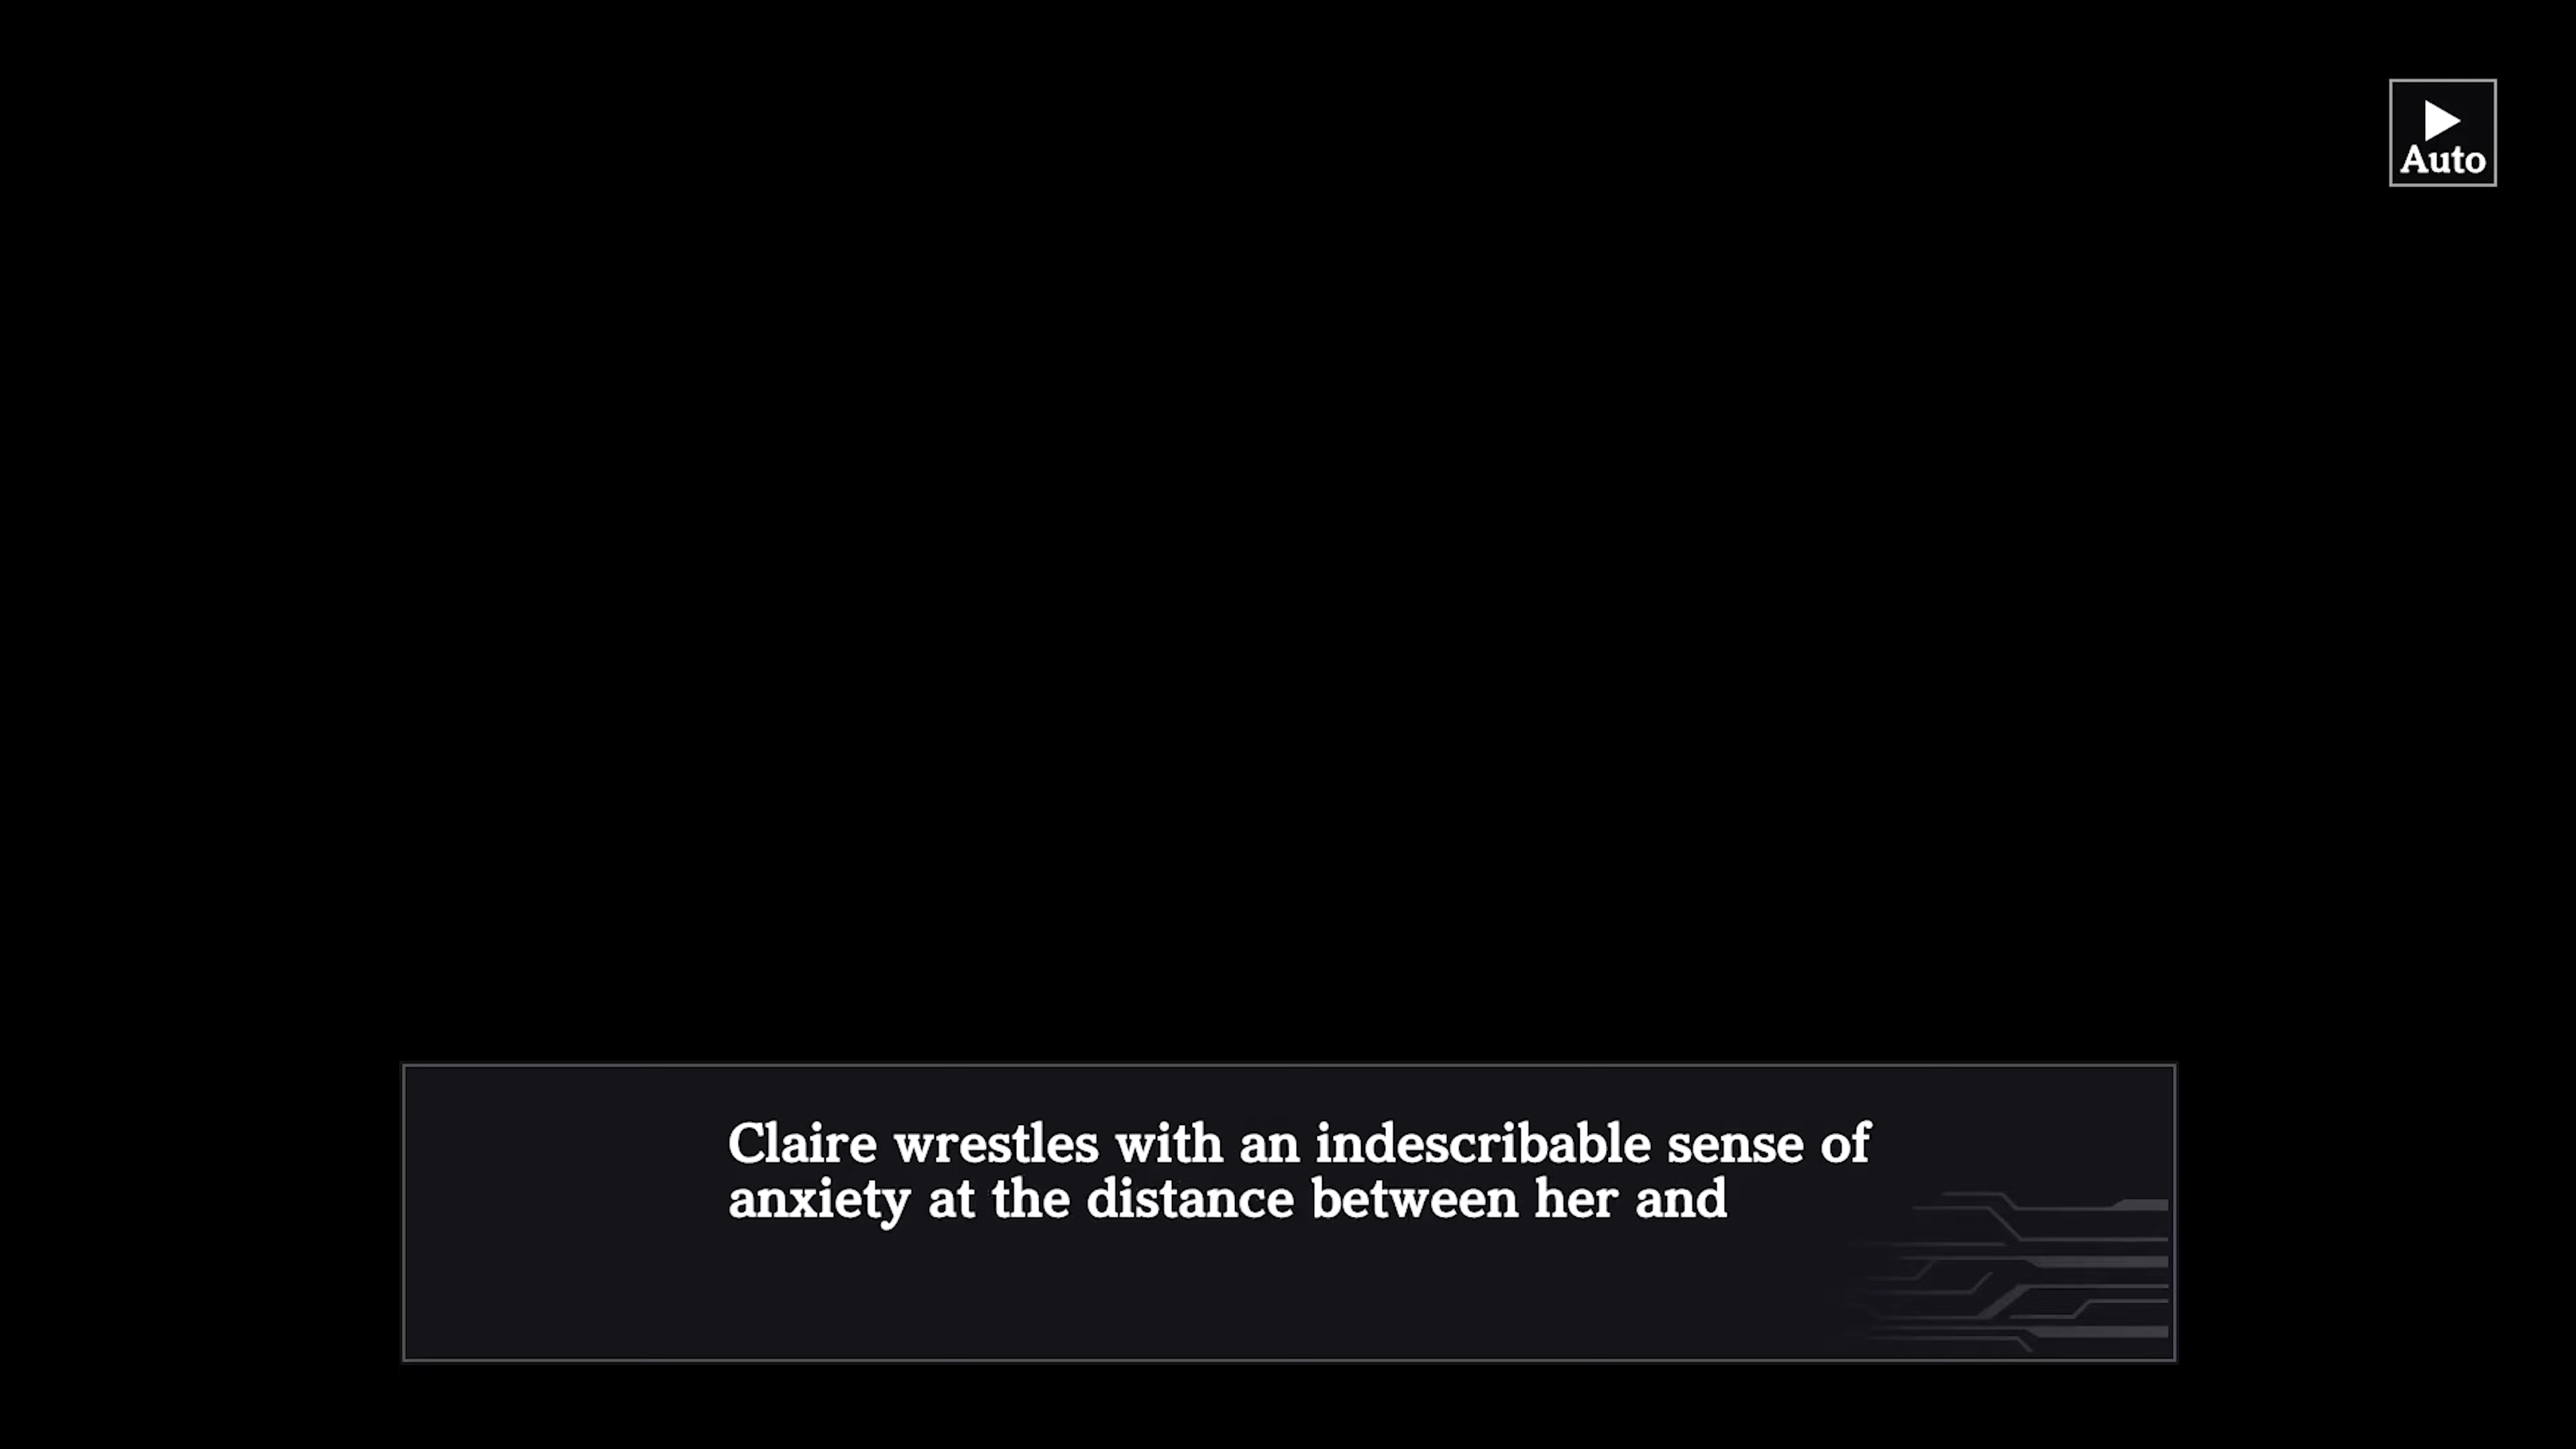 Auto
Claire wrestles with an indescribable sense of
anxiety at the distance between her and